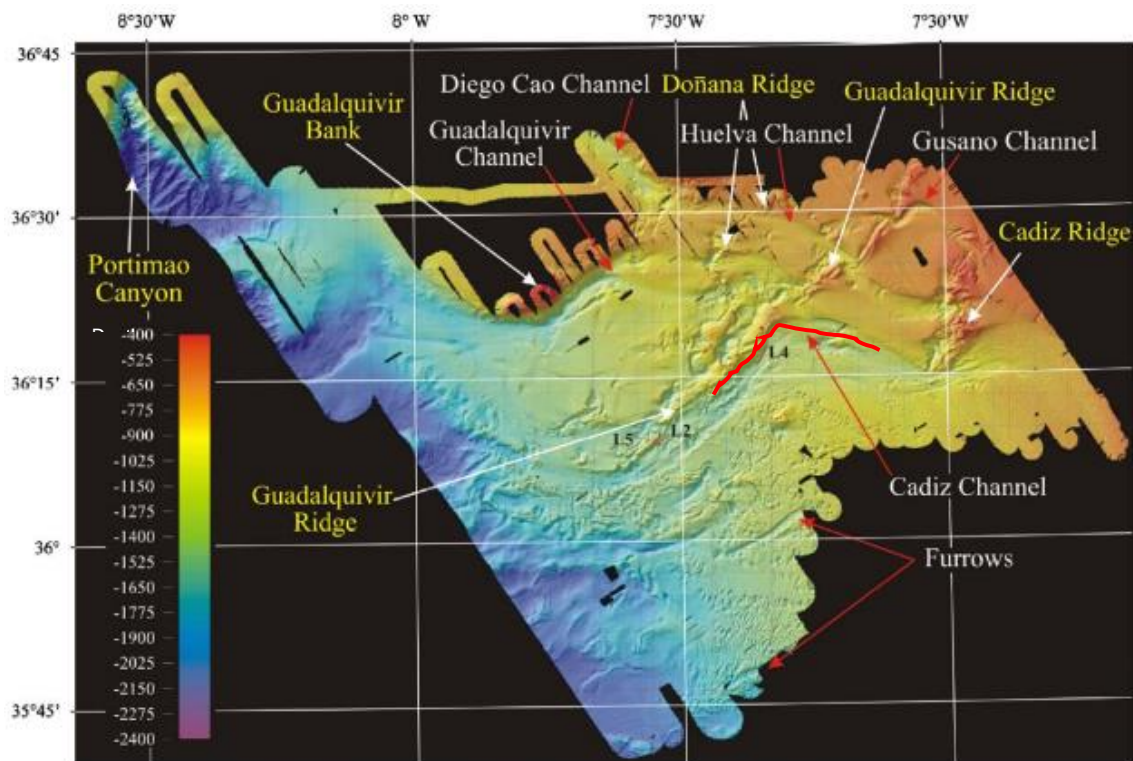 8°30'W
8°W
7°30'W
7°30'W
36°45
36°30'
36°15'
36°
35°45
Guadalquivir
Bank
Diego Cao Channel
Guadalquivir
Channel
Doñana Ridge
Huelva Channel
Guadalquivir Ridge
Gusano Channel
Cadiz Ridge
Portimao
Canyon
L4
L5
L2
Guadalquivir
Ridge
Cadiz Channel
Furrows
-400
-525
-650
-775
-900
-1025
-1150
-1275
-1400
-1525
-1650
-1775
-1900
-2025
-2150
-2275
-2400